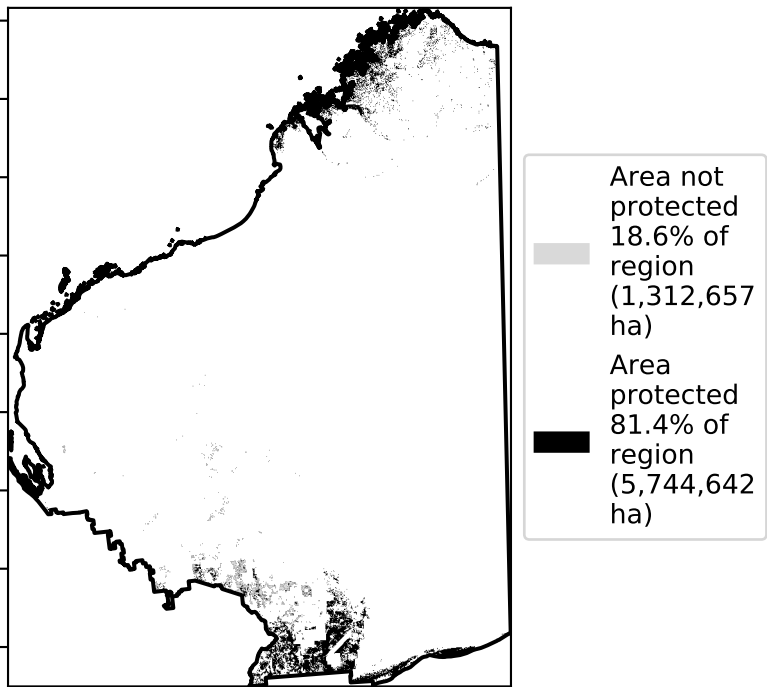 Area not
protected
18.6% of
region
(1,312,657
ha)
Area
protected
81.4% of
region
(5,744,642
ha)